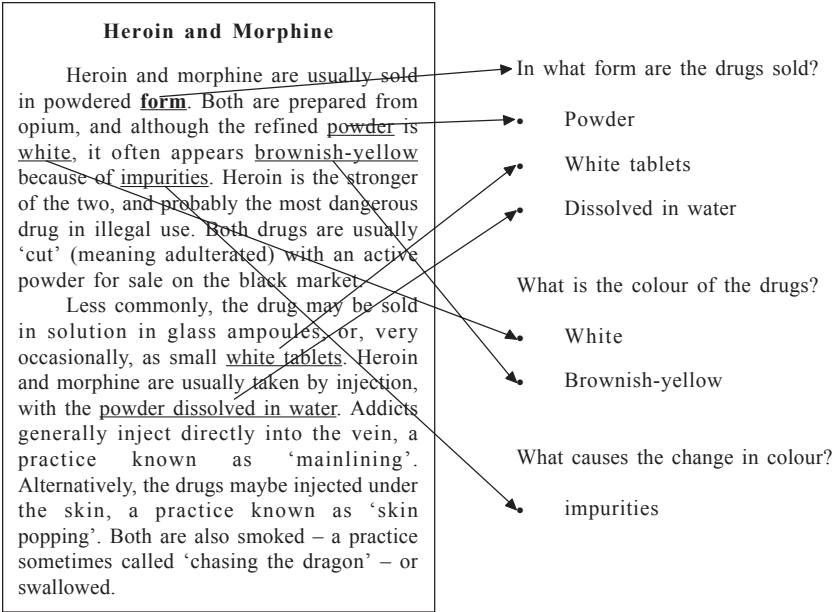 Heroin and Morphine
Heroin and morphine are usually sold
in powdered form. Both are prepared from
opium, and although the refined powder is
white, it often appears brownish-yellow
because of impurities. Heroin is the stronger
of the two, and probably the most dangerous
drug in illegal use. Both drugs are usually
‘cut’ (meaning adulterated) with an active
powder for sale on the black market.
Less commonly, the drug may be sold
in solution in glass ampoules, or, very
occasionally, as small white tablets. Heroin
and morphine are usually taken by injection,
with the powder dissolved in water. Addicts
generally inject directly into the vein, a
practice known as ‘mainlining’.
Alternatively, the drugs maybe injected under
the skin, a practice known as ‘skin
popping’. Both are also smoked – a practice
sometimes called ‘chasing the dragon’ – or
swallowed.
In what form are the drugs sold?
• Powder
• White tablets
• Dissolved in water
What is the colour of the drugs?
• White
• Brownish-yellow
What causes the change in colour?
• impurities